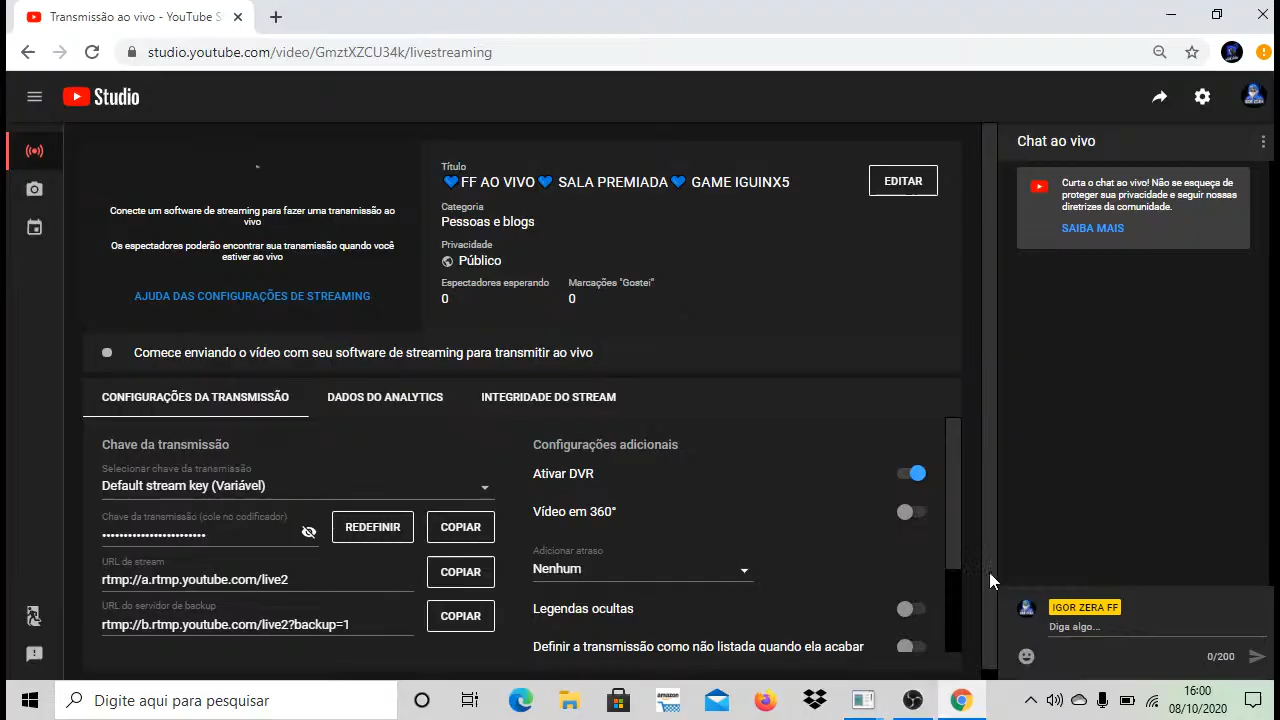 Transmissão ao vivo - YouTube S
studio.youtube.com/video/GmztXZCU34k/livestreaming
Studio
Conecte um software de streaming para fazer uma transmissão ao
vivo
Os espectadores poderão encontrar sua transmissão quando você
estiver ao vivo
AJUDA DAS CONFIGURAÇÕES DE STREAMING
Título
💙FF AO VIVO💙 SALA PREMIADA💙 GAME IGUINX5
EDITAR
Categoria
Pessoas e blogs
Privacidade
Público
Espectadores esperando
0
Marcações "Gostei"
0
Chat ao vivo
Curta o chat ao vivo! Não se esqueça de
proteger sua privacidade e seguir nossas
diretrizes da comunidade.
SAIBA MAIS
Comece enviando o vídeo com seu software de streaming para transmitir ao vivo
CONFIGURAÇÕES DA TRANSMISSÃO DADOS DO ANALYTICS INTEGRIDADE DO STREAM
Chave da transmissão
Selecionar chave da transmissão
Default stream key (Variável)
Chave da transmissão (cole no codificador)
••••••••••••••••••••••••
REDEFINIR COPIAR
URL de stream
rtmp://a.rtmp.youtube.com/live2
COPIAR
URL do servidor de backup
rtmp://b.rtmp.youtube.com/live2?backup=1
COPIAR
Configurações adicionais
Ativar DVR
Vídeo em 360°
Adicionar atraso
Nenhum
Legendas ocultas
Definir a transmissão como não listada quando ela acabar
IGOR ZERA FF
Diga algo...
0/200
Digite aqui para pesquisar
amazon
16:00
08/10/2020